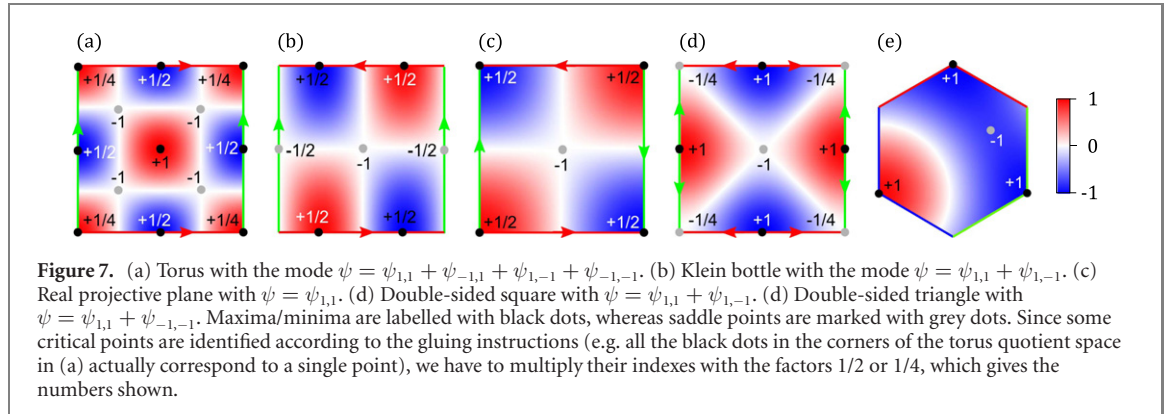 (a) (b) (c) (d) (e)
+1/4 +1/2 +1/4 +1/2 +1/2 +1/2 +1/2 -1/4 +1 -1/4 +1
-1 -1 -1 1
+1/2 +1 +1/2 -1/2 -1 -1/2 -1 +1 -1 +1 0
-1 -1 +1 +1 -1
+1/4 +1/2 +1/4 +1/2 +1/2 +1/2 +1/2 -1/4 +1 -1/4
Figure 7. (a) Torus with the mode ψ = ψ1,1 + ψ−1,1 + ψ1,−1 + ψ−1,−1. (b) Klein bottle with the mode ψ = ψ1,1 + ψ1,−1. (c)
Real projective plane with ψ = ψ1,1. (d) Double-sided square with ψ = ψ1,1 + ψ1,−1. (d) Double-sided triangle with
ψ = ψ1,1 + ψ−1,−1. Maxima/minima are labelled with black dots, whereas saddle points are marked with grey dots. Since some
critical points are identified according to the gluing instructions (e.g. all the black dots in the corners of the torus quotient space
in (a) actually correspond to a single point), we have to multiply their indexes with the factors 1/2 or 1/4, which gives the
numbers shown.